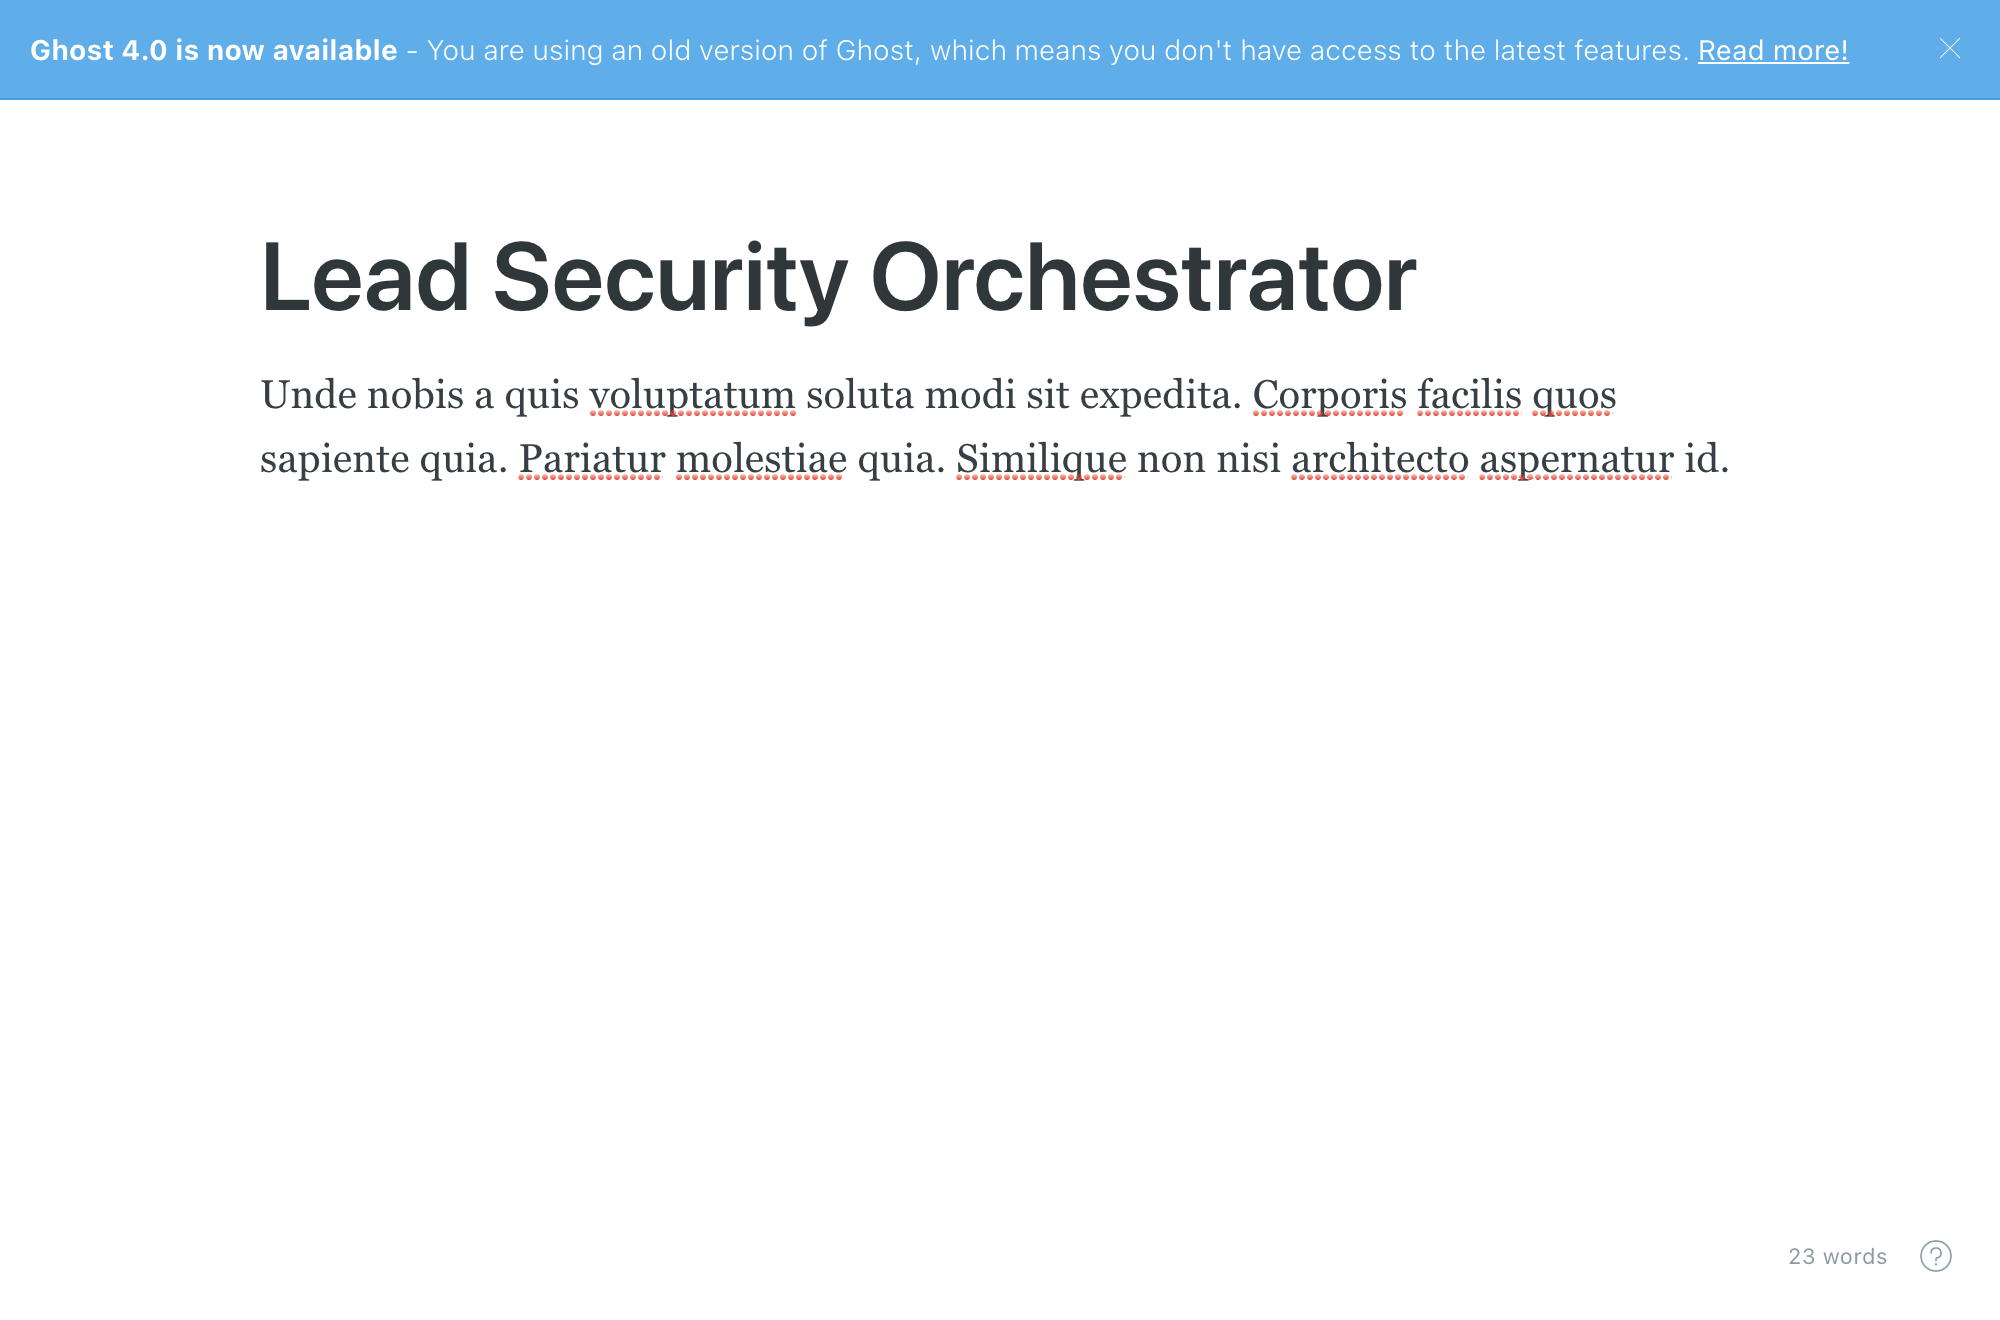 Ghost 4.0 is now available - You are using an old version of Ghost, which means you don't have access to the latest features. Read more!
Lead Security Orchestrator
Unde nobis a quis voluptatum soluta modi sit expedita. Corporis facilis quos
sapiente quia. Pariatur molestiae quia. Similique non nisi architecto aspernatur id.
23 words
?